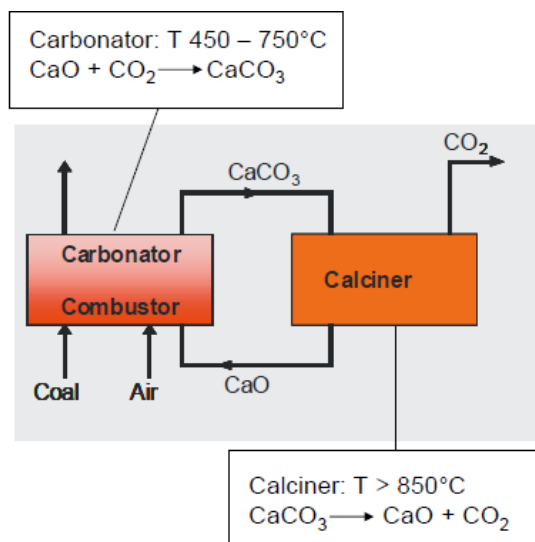 Carbonator: T 450 – 750°C
CaO + CO₂ ⟶ CaCO₃
CO₂
CaCO₃
Carbonator
Combustor
Calciner
Coal
Air
CaO
Calciner: T > 850°C
CaCO₃ ⟶ CaO + CO₂